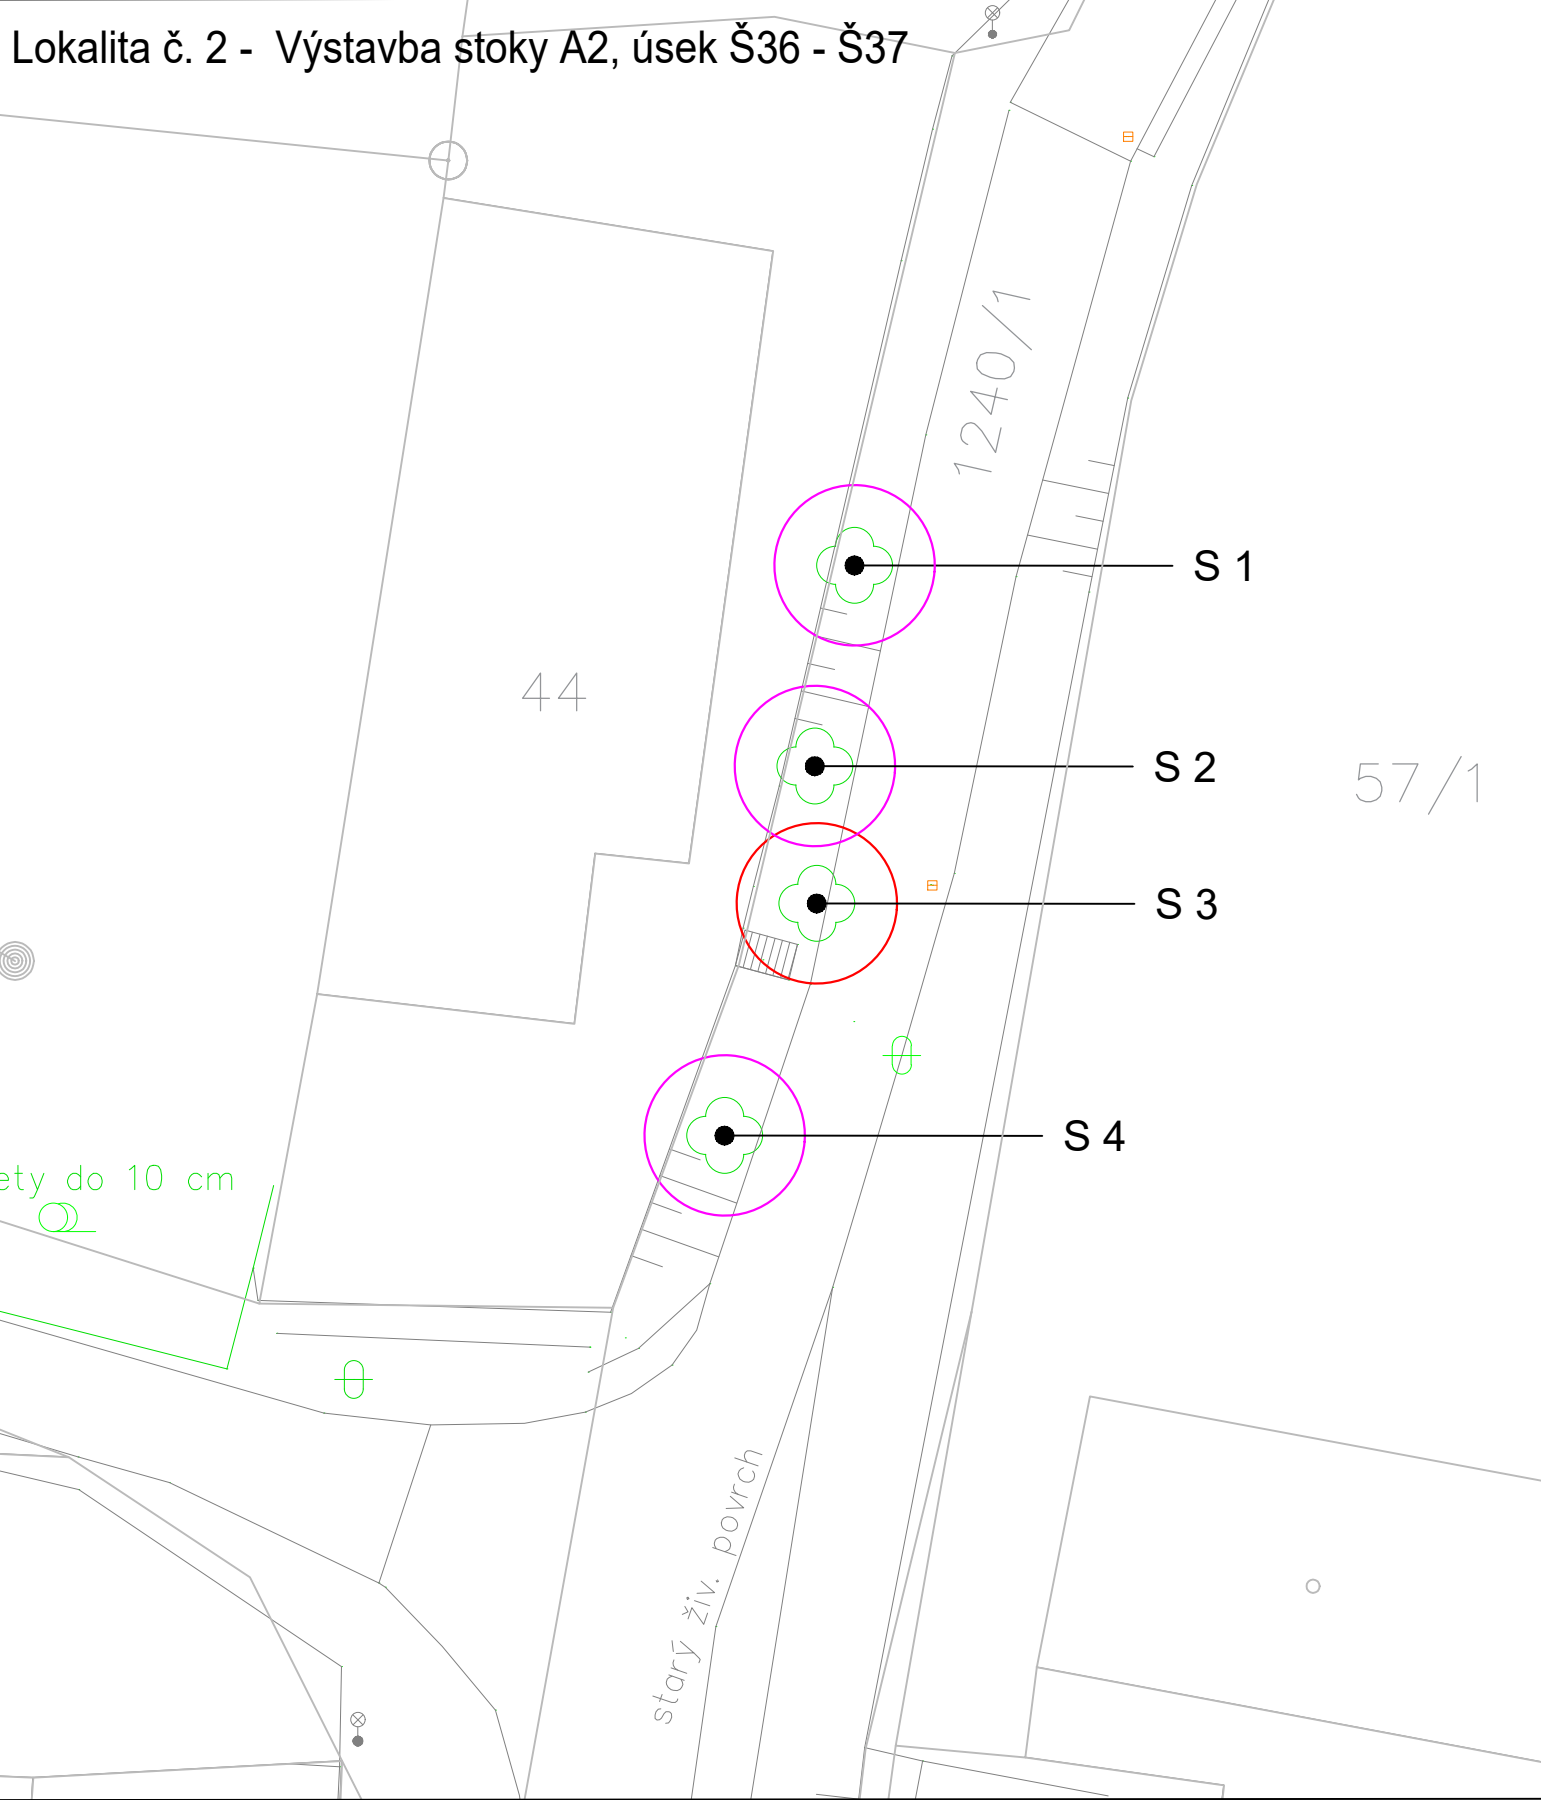 Lokalita č. 2 - Výstavba stoky A2, úsek Š36 - Š37
1240/1
S 1
44
S 2
57/1
S 3
S 4
ety do 10 cm
starý živ. povrch